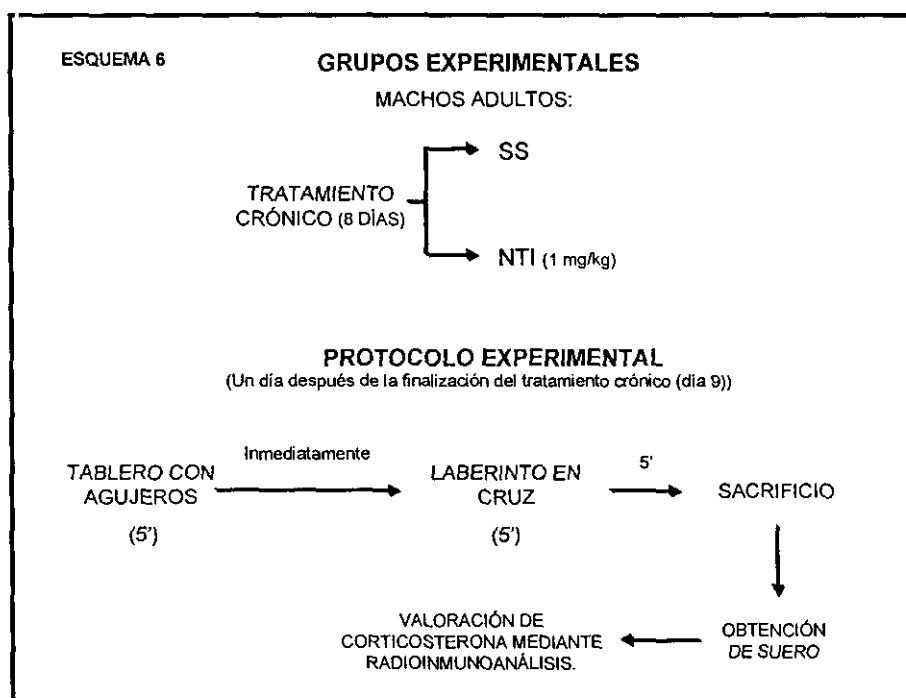 ESQUEMA 6
GRUPOS EXPERIMENTALES
MACHOS ADULTOS:
SS
TRATAMIENTO
CRÓNICO (8 DÍAS)
NTI (1 mg/kg)
PROTOCOLO EXPERIMENTAL
(Un día después de la finalización del tratamiento crónico (día 9))
TABLERO CON
AGUJEROS
(5')
Inmediatamente
LABERINTO EN
CRUZ
(5')
5'
SACRIFICIO
OBTENCIÓN
DE SUERO
VALORACIÓN DE
CORTICOSTERONA MEDIANTE
RADIOINMUNOANÁLISIS.